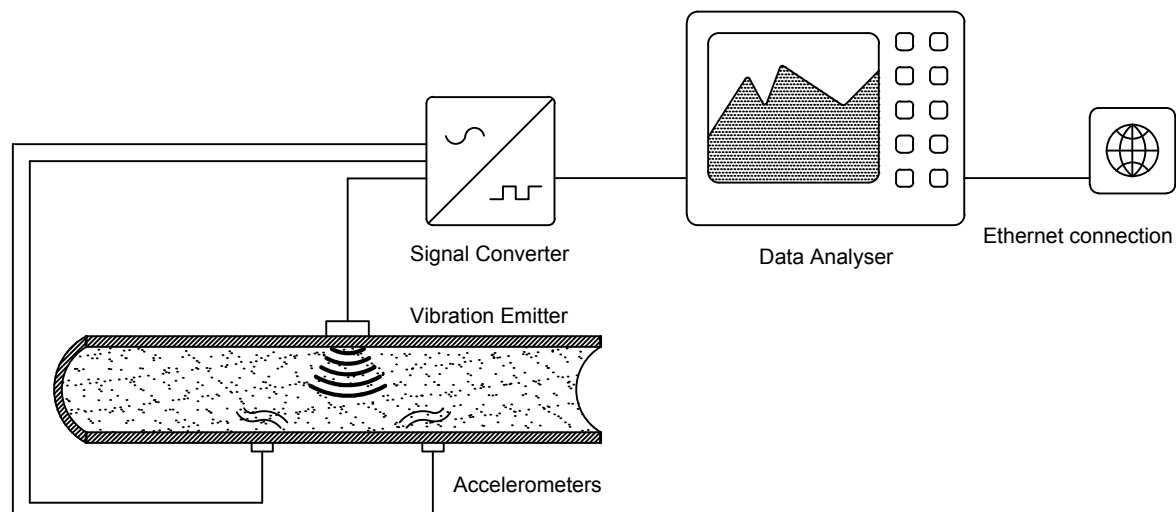 Signal Converter
Data Analyser
Ethernet connection
Vibration Emitter
Accelerometers